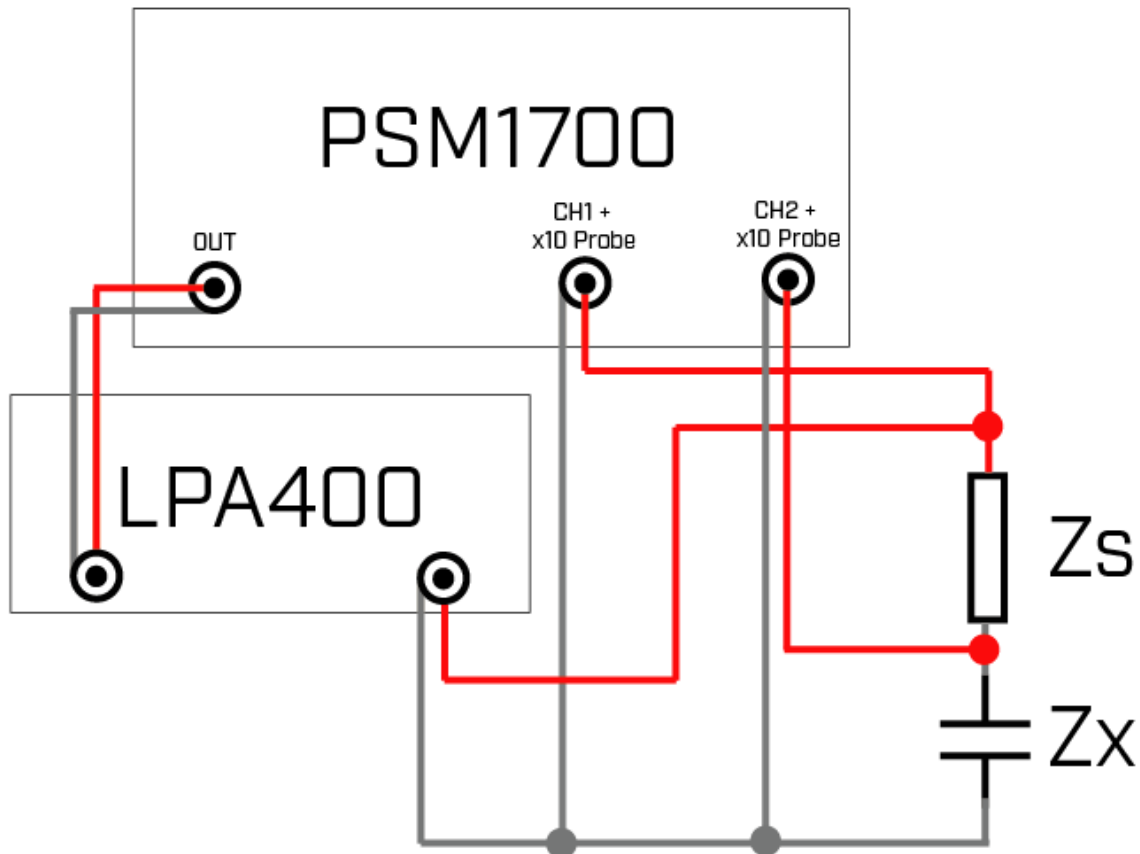 PSM1700
OUT
CH1 +
x10 Probe
CH2 +
x10 Probe
LPA400
Zs
Zx